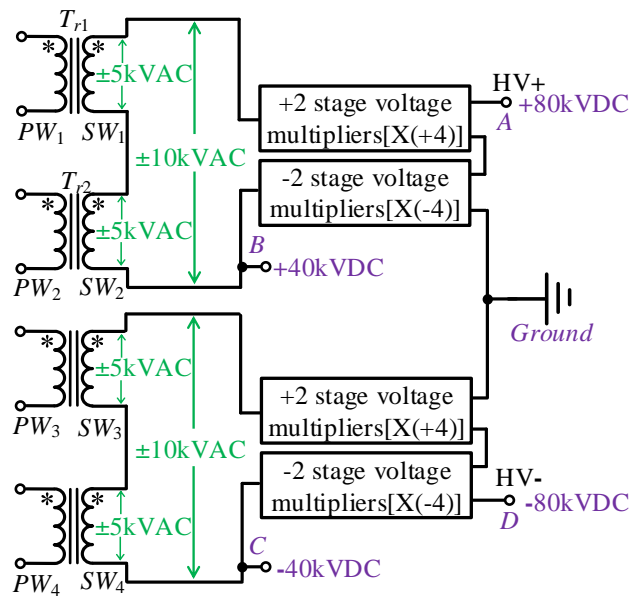 Tr1
* *
±5kVAC
PW1 SW1
±10kVAC
+2 stage voltage
multipliers[X(+4)]
HV+
A +80kVDC
-2 stage voltage
multipliers[X(-4)]
Tr2
* *
±5kVAC
PW2 SW2
B
+40kVDC
Ground
* *
±5kVAC
PW3 SW3
±10kVAC
+2 stage voltage
multipliers[X(+4)]
-2 stage voltage
multipliers[X(-4)]
HV-
D -80kVDC
* *
±5kVAC
PW4 SW4
C
-40kVDC